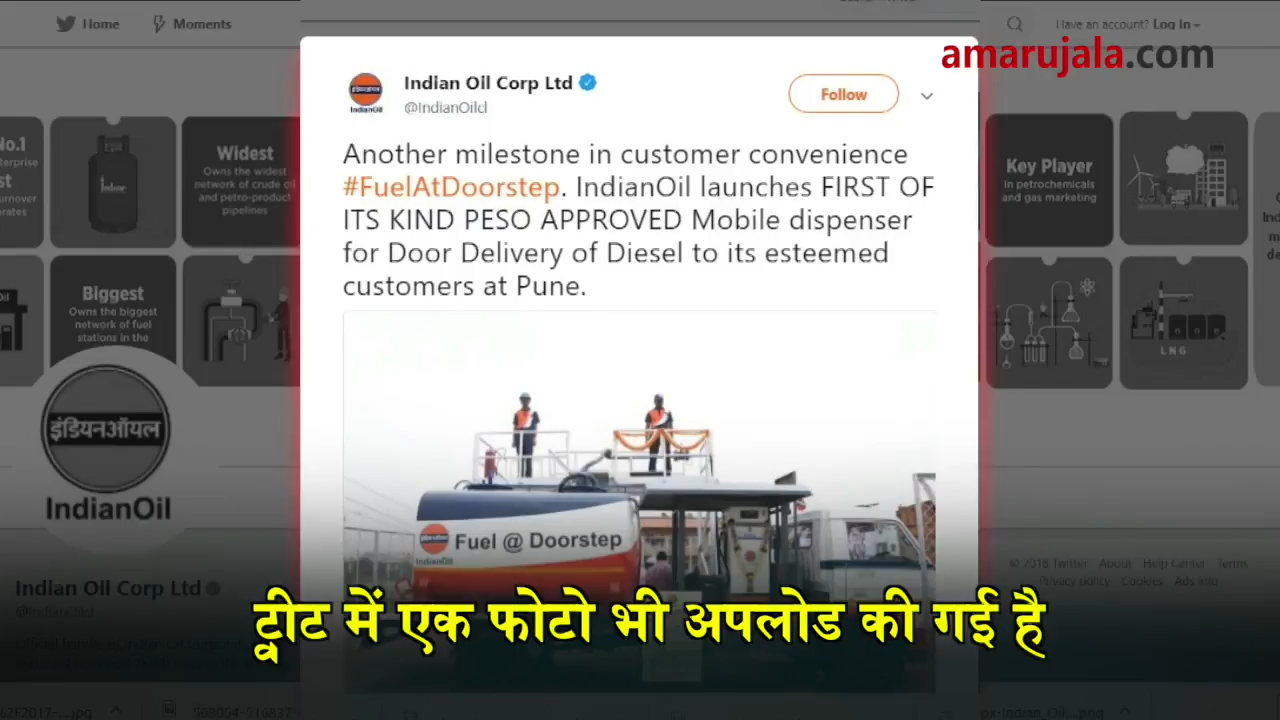 Home
Moments
Have an account? Log in
amarujala.com
Indian Oil Corp Ltd
@IndianOilcl
Follow
Another milestone in customer convenience
#FuelAtDoorstep. IndianOil launches FIRST OF
ITS KIND PESO APPROVED Mobile dispenser
for Door Delivery of Diesel to its esteemed
customers at Pune.
No.1
Widest
Owns the widest
network of crude oil
and petro-product
pipelines
Biggest
Owns the biggest
network of fuel
stations in the
Key Player
in petrochemicals
and gas marketing
LNG
इंडियनऑयल
IndianOil
IndianOil
Fuel @ Doorstep
IndianOil
Indian Oil Corp Ltd
© 2018 Twitter About Help Center Terms
Privacy policy Cookies Ads info
ट्वीट में एक फोटो भी अपलोड की गई है